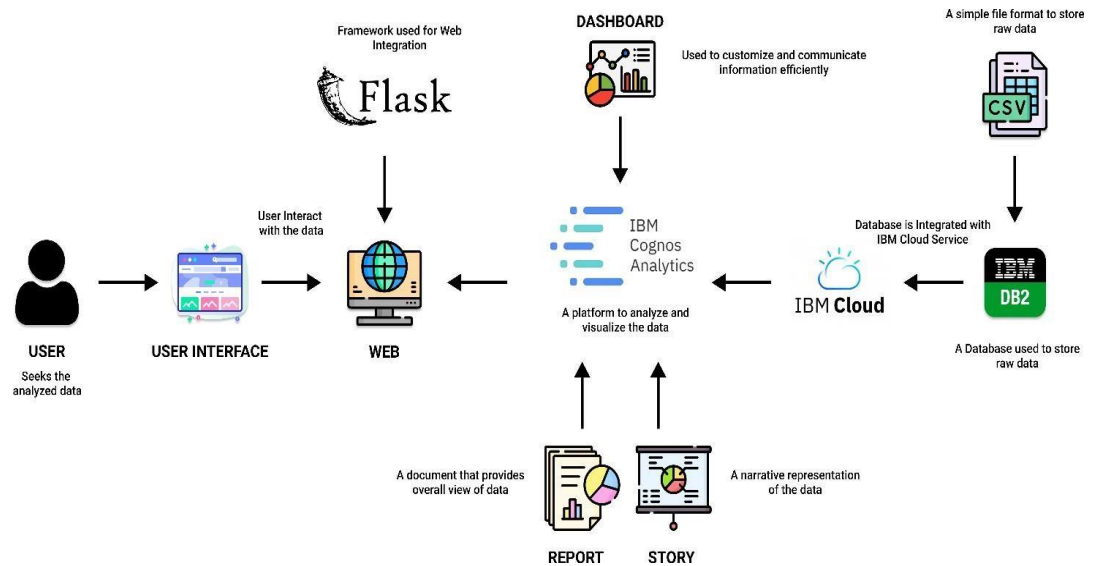 DASHBOARD
A simple file format to store
raw data
Framework used for Web
Integration
Used to customize and communicate
information efficiently
Flask
CSV
User Interact
with the data
IBM
Cognos
Analytics
Database is Integrated with
IBM Cloud Service
IBM
DB2
IBM Cloud
A platform to analyze and
visualize the data
USER
USER INTERFACE
WEB
A Database used to store
raw data
Seeks the
analyzed data
A document that provides
overall view of data
A narrative representation
of the data
REPORT
STORY